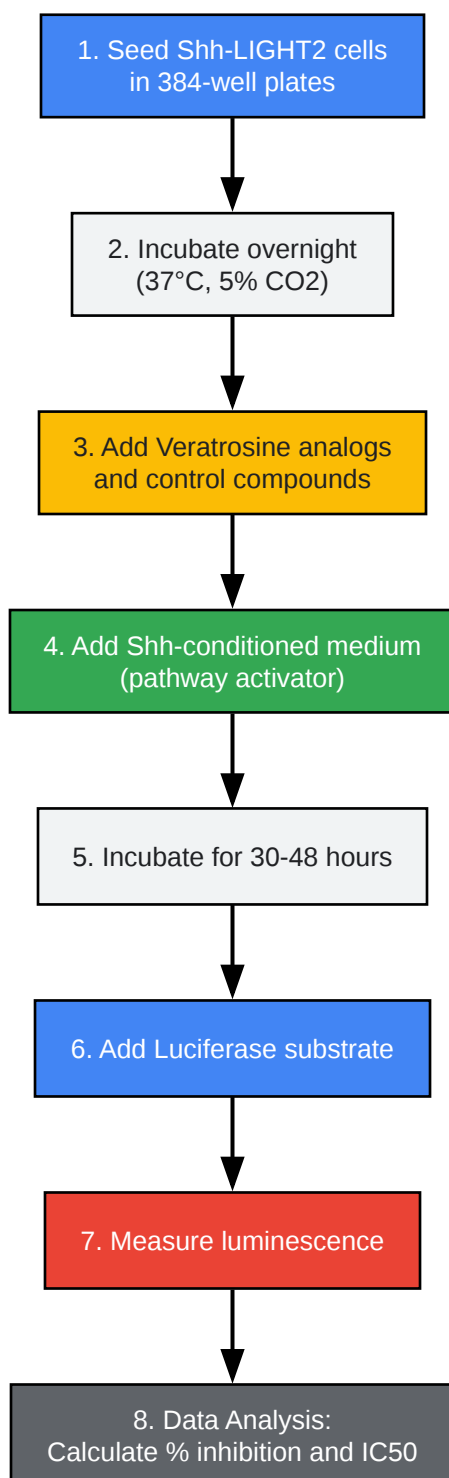 1. Seed Shh-LIGHT2 cells
in 384-well plates
2. Incubate overnight
(37°C, 5% CO2)
3. Add Veratrosine analogs
and control compounds
4. Add Shh-conditioned medium
(pathway activator)
5. Incubate for 30-48 hours
6. Add Luciferase substrate
7. Measure luminescence
8. Data Analysis:
Calculate % inhibition and IC50